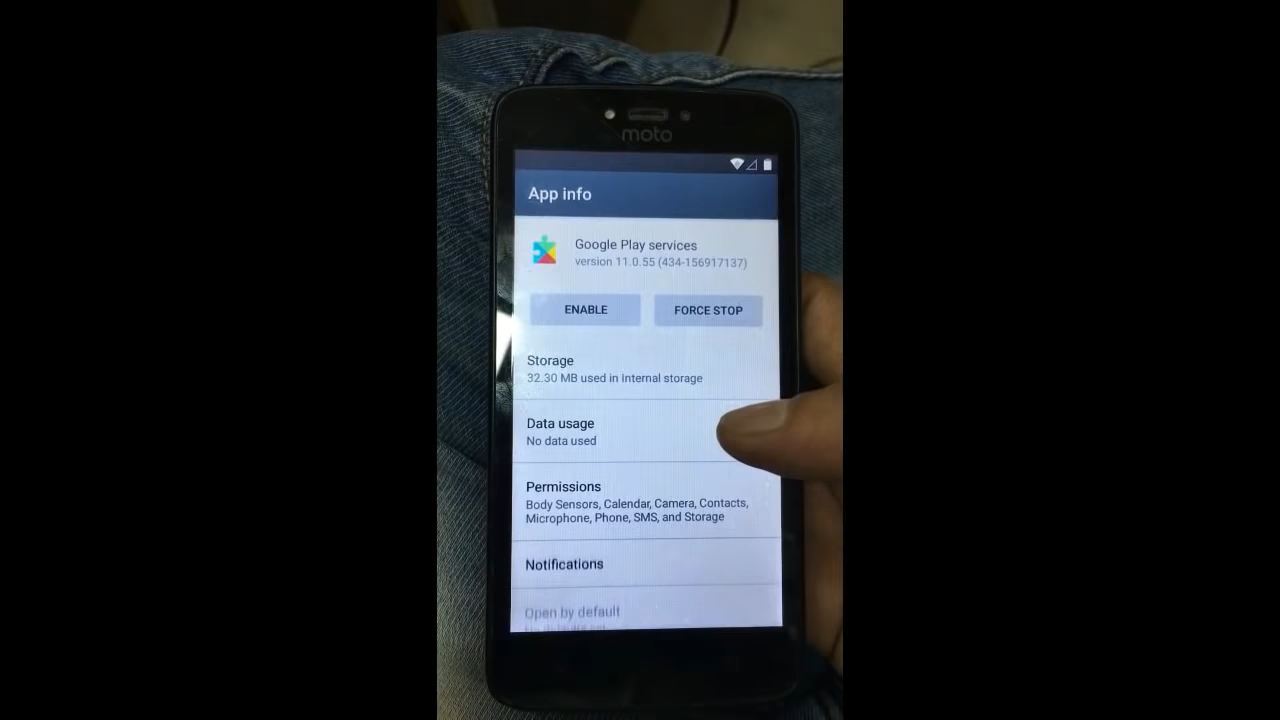 moto
App info
Google Play services
version 11.0.55 (434-156917137)
ENABLE
FORCE STOP
Storage
32.30 MB used in Internal storage
Data usage
No data used
Permissions
Body Sensors, Calendar, Camera, Contacts,
Microphone, Phone, SMS, and Storage
Notifications
Open by default